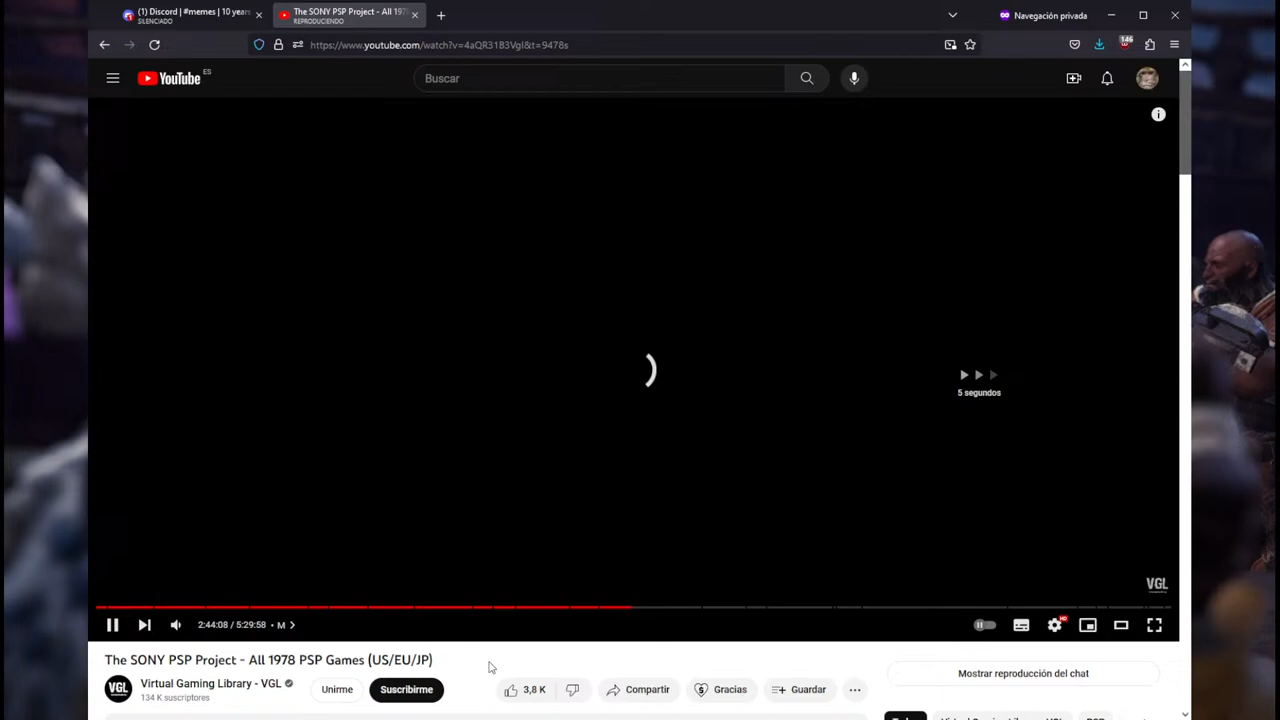 (1) Discord | #memes | 10 years
SILENCIADO
The SONY PSP Project - All 197
REPRODUCIENDO
Navegación privada
https://www.youtube.com/watch?v=4aQR31B3VgI&t=9478s
146
YouTube ES
Buscar
5 segundos
VGL
2:44:08 / 5:29:58 • M >
HD
The SONY PSP Project - All 1978 PSP Games (US/EU/JP)
VGL
Virtual Gaming Library - VGL
134 K suscriptores
Unirme
Suscribirme
3,8 K
Compartir
Gracias
Guardar
Mostrar reproducción del chat